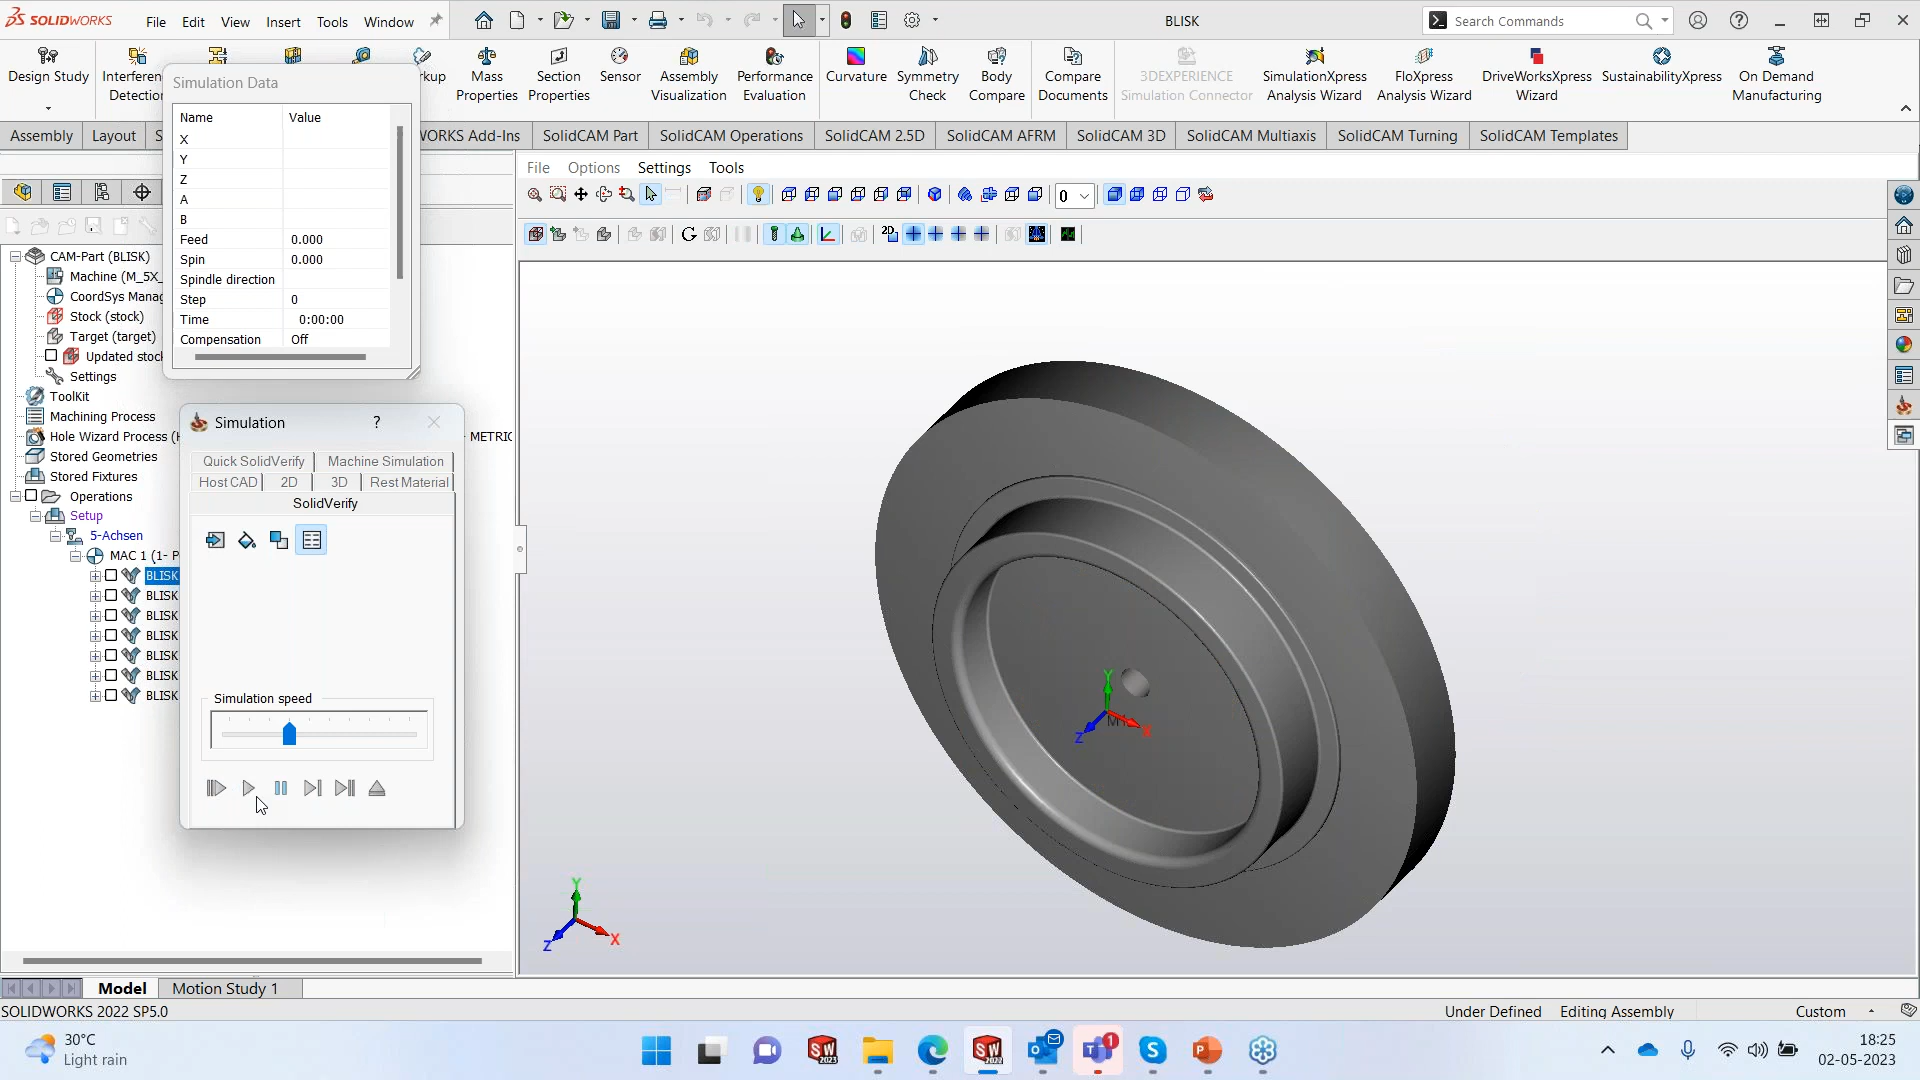 SOLIDWORKS File Edit View Insert Tools Window BLISK Search Commands
Design Study Interferen Detection rkup Mass Properties Section Properties Sensor Assembly Visualization Performance Evaluation Curvature Symmetry Check Body Compare Compare Documents 3DEXPERIENCE Simulation Connector SimulationXpress Analysis Wizard FloXpress Analysis Wizard DriveWorksXpress Wizard SustainabilityXpress On Demand Manufacturing
Assembly Layout S WORKS Add-Ins SolidCAM Part SolidCAM Operations SolidCAM 2.5D SolidCAM AFRM SolidCAM 3D SolidCAM Multiaxis SolidCAM Turning SolidCAM Templates
File Options Settings Tools
0
2D
Simulation Data
Name Value
X
Y
Z
A
B
Feed 0.000
Spin 0.000
Spindle direction
Step 0
Time 0:00:00
Compensation Off
CAM-Part (BLISK)
Machine (M_5X_
CoordSys Manag
Stock (stock)
Target (target)
Updated stock
Settings
ToolKit
Machining Process
Hole Wizard Process (H - METRIC
Stored Geometries
Stored Fixtures
Operations
Setup
5-Achsen
MAC 1 (1- P
BLISK
BLISK
BLISK
BLISK
BLISK
BLISK
BLISK
Simulation ?
Quick SolidVerify Machine Simulation
Host CAD 2D 3D Rest Material
SolidVerify
Simulation speed
Y
X
Z
Y
X
Z
Model Motion Study 1
SOLIDWORKS 2022 SP5.0 Under Defined Editing Assembly Custom
30°C
Light rain
SW 2023
SW 2022
1
18:25
02-05-2023